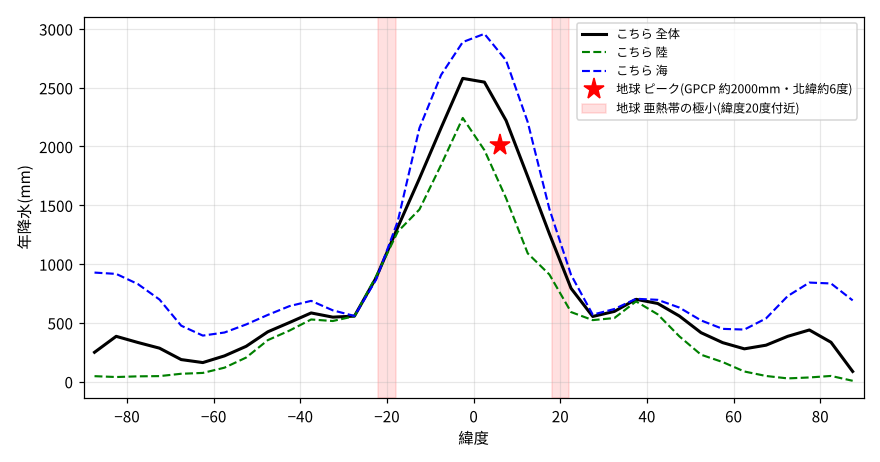 3000
2500
2000
1500
1000
500
0
年降水(mm)
−80
−60
−40
−20
0
20
40
60
80
緯度
こちら 全体
こちら 陸
こちら 海
地球 ピーク(GPCP 約2000mm・北緯約6度)
地球 亜熱帯の極小(緯度20度付近)